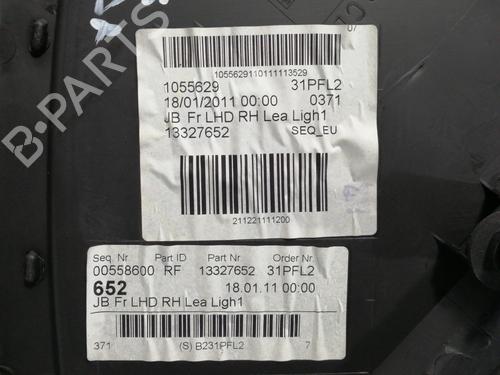 B-PARTS
07
1055629110111113529
1055629 31PFL2
18/01/2011 00:00 0371
JB Fr LHD RH Lea Ligh1
13327652 SEQ_EU
211221111200
Seq. Nr Part ID Part Nr Order Nr
00558600 RF 13327652 31PFL2
652 18.01.11 00:00
JB Fr LHD RH Lea Ligh1
371 (S) B231PFL2 7